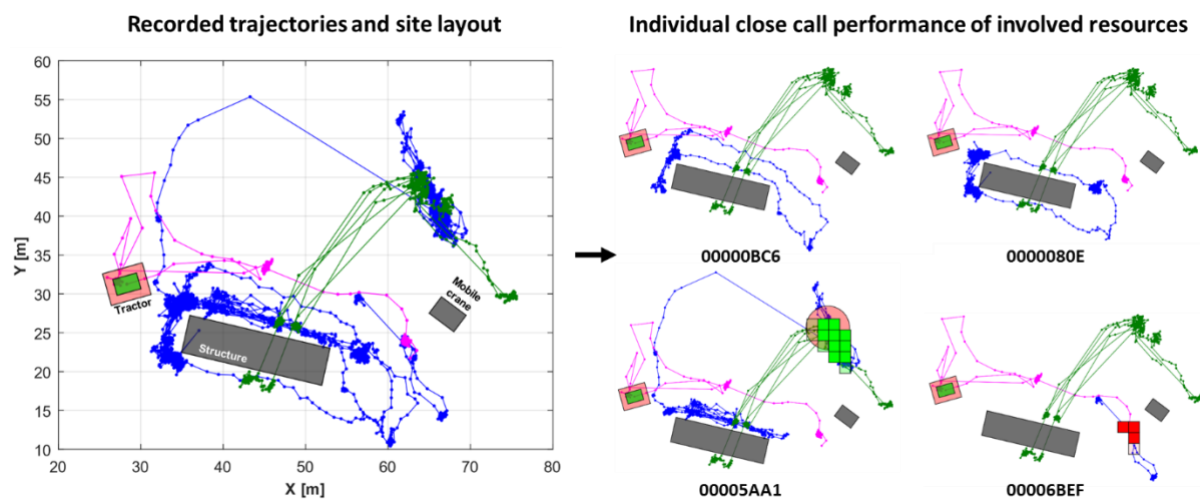 Recorded trajectories and site layout
Individual close call performance of involved resources
60
55
50
45
40
35
30
25
20
15
10
Y [m]
20 30 40 50 60 70 80
X [m]
Tractor
Structure
Mobile
crane
00000BC6
0000080E
00005AA1
00006BEF